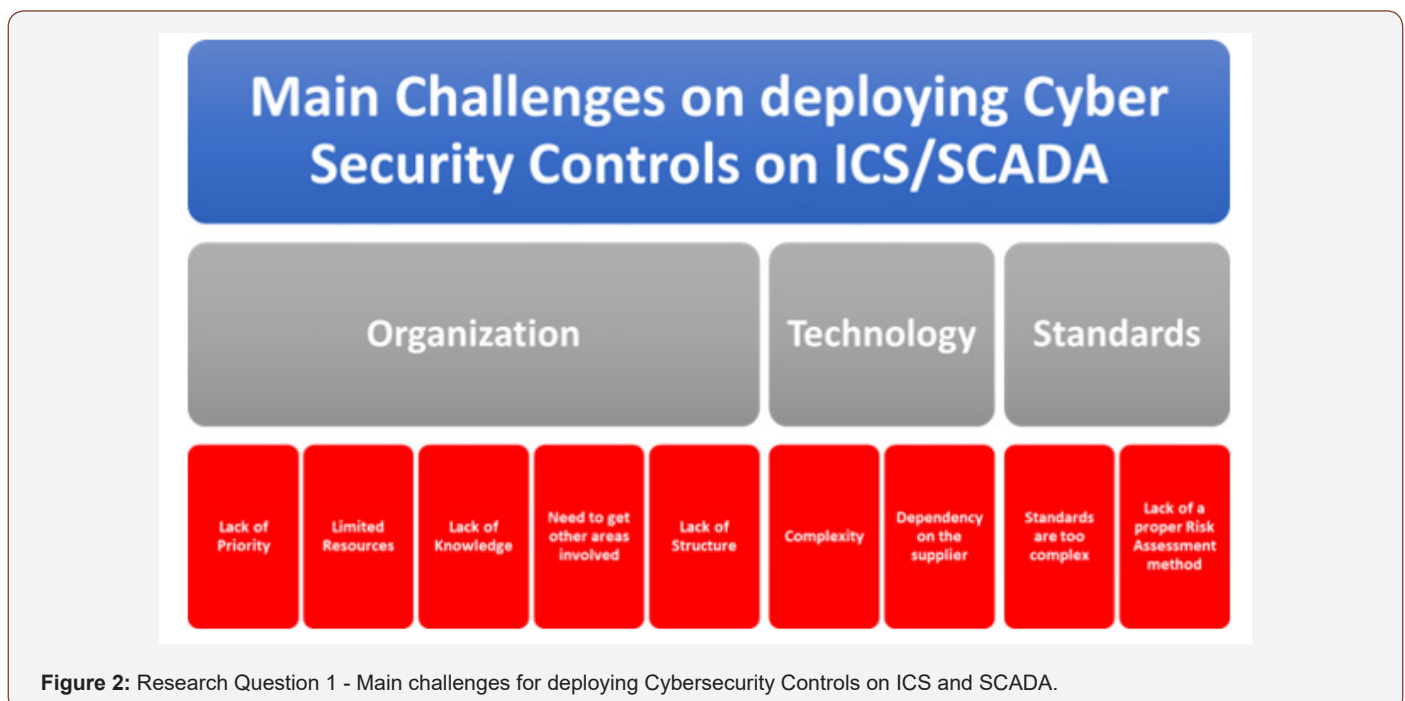 Main Challenges on deploying Cyber
Security Controls on ICS/SCADA
Organization
Technology
Standards
Lack of
Priority
Limited
Resources
Lack of
Knowledge
Need to get
other areas
involved
Lack of
Structure
Complexity
Dependency
on the
supplier
Standards
are too
complex
Lack of a
proper Risk
Assessment
method
Figure 2: Research Question 1 - Main challenges for deploying Cybersecurity Controls on ICS and SCADA.